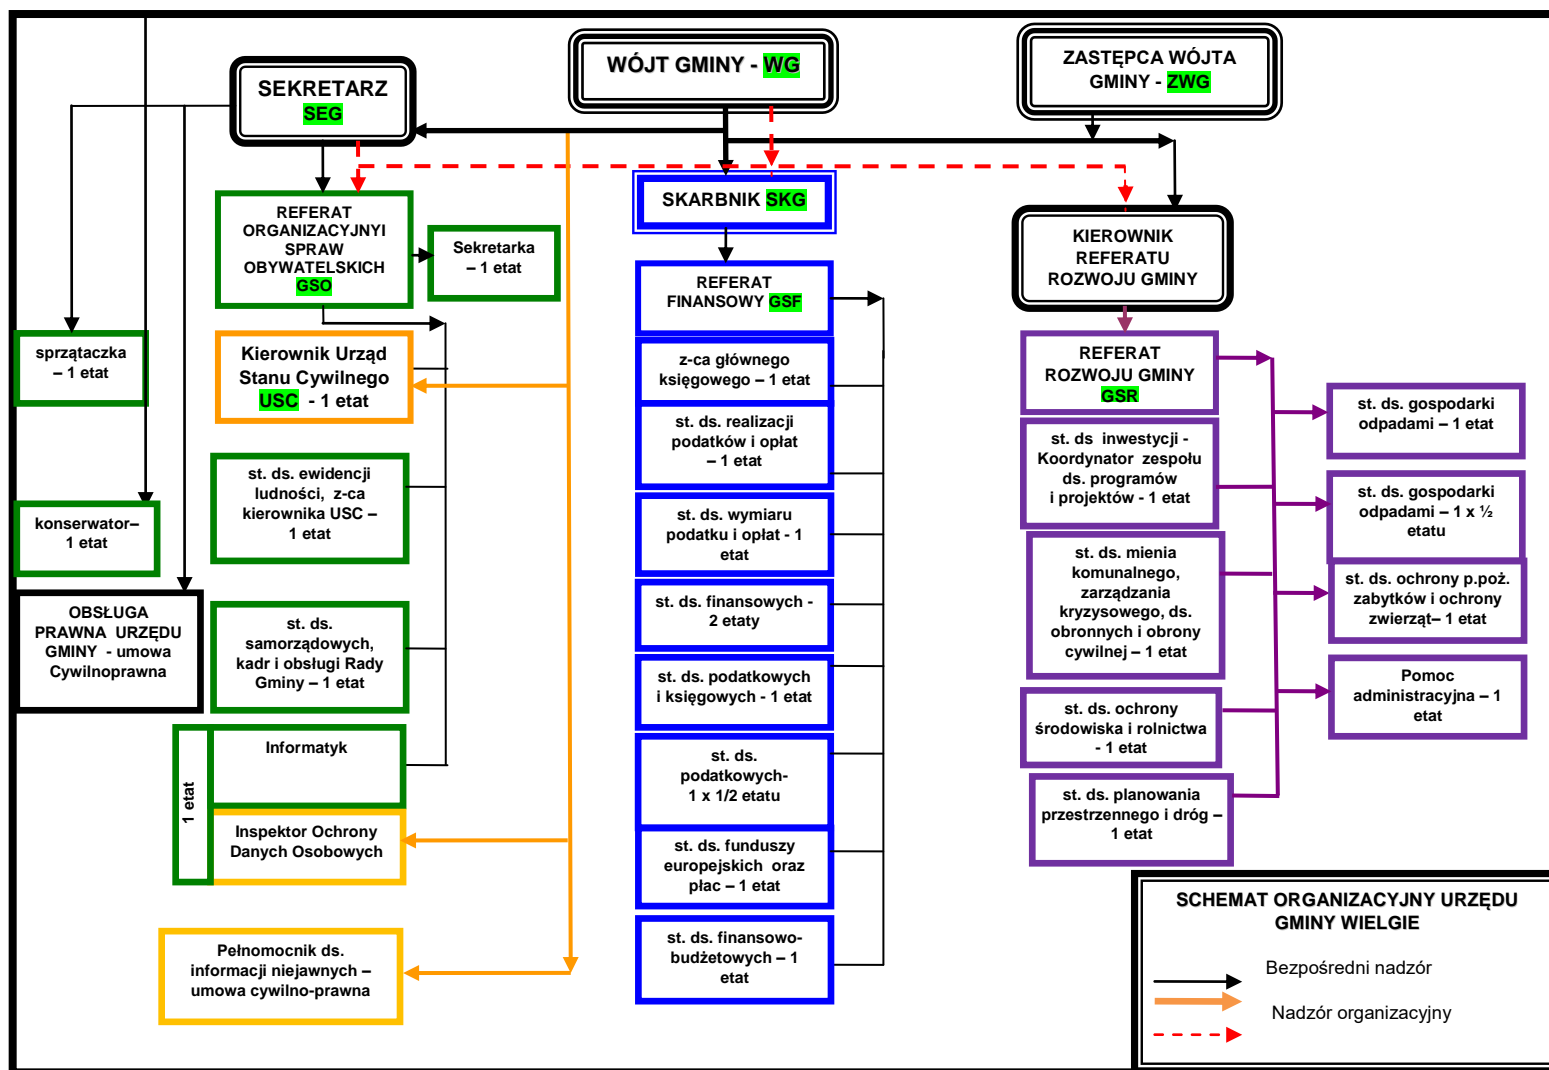 WÓJT GMINY - WG
ZASTĘPCA WÓJTA
GMINY - ZWG
SEKRETARZ
SEG
SKARBNIK SKG
REFERAT
ORGANIZACYJNYI
SPRAW
OBYWATELSKICH
GSO
Sekretarka
– 1 etat
KIEROWNIK
REFERATU
ROZWOJU GMINY
REFERAT
FINANSOWY GSF
sprzątaczka
– 1 etat
Kierownik Urząd
Stanu Cywilnego
USC - 1 etat
z-ca głównego
księgowego – 1 etat
REFERAT
ROZWOJU GMINY
GSR
st. ds. gospodarki
odpadami – 1 etat
st. ds. realizacji
podatków i opłat
– 1 etat
st. ds inwestycji -
Koordynator zespołu
ds. programów
i projektów - 1 etat
st. ds. ewidencji
ludności, z-ca
kierownika USC –
1 etat
konserwator–
1 etat
st. ds. wymiaru
podatku i opłat - 1
etat
st. ds. gospodarki
odpadami – 1 x ½
etatu
st. ds. mienia
komunalnego,
zarządzania
kryzysowego, ds.
obronnych i obrony
cywilnej – 1 etat
st. ds. ochrony p.poż.
zabytków i ochrony
zwierząt– 1 etat
OBSŁUGA
PRAWNA URZĘDU
GMINY - umowa
Cywilnoprawna
st. ds.
samorządowych,
kadr i obsługi Rady
Gminy – 1 etat
st. ds. finansowych -
2 etaty
st. ds. podatkowych
i księgowych - 1 etat
Pomoc
administracyjna – 1
etat
st. ds. ochrony
środowiska i rolnictwa
- 1 etat
1 etat
Informatyk
st. ds.
podatkowych-
1 x 1/2 etatu
st. ds. planowania
przestrzennego i dróg –
1 etat
Inspektor Ochrony
Danych Osobowych
st. ds. funduszy
europejskich oraz
płac – 1 etat
Pełnomocnik ds.
informacji niejawnych –
umowa cywilno-prawna
st. ds. finansowo-
budżetowych – 1
etat
SCHEMAT ORGANIZACYJNY URZĘDU
GMINY WIELGIE
Bezpośredni nadzór
Nadzór organizacyjny